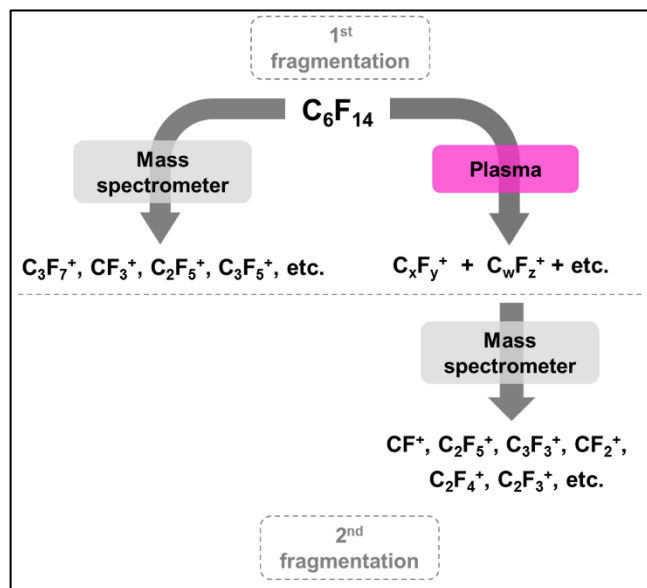 1st
fragmentation
C6F14
Mass
spectrometer
Plasma
C3F7+, CF3+, C2F5+, C3F5+, etc.
CxFy+ + CwFz+ + etc.
Mass
spectrometer
CF+, C2F5+, C3F3+, CF2+,
C2F4+, C2F3+, etc.
2nd
fragmentation